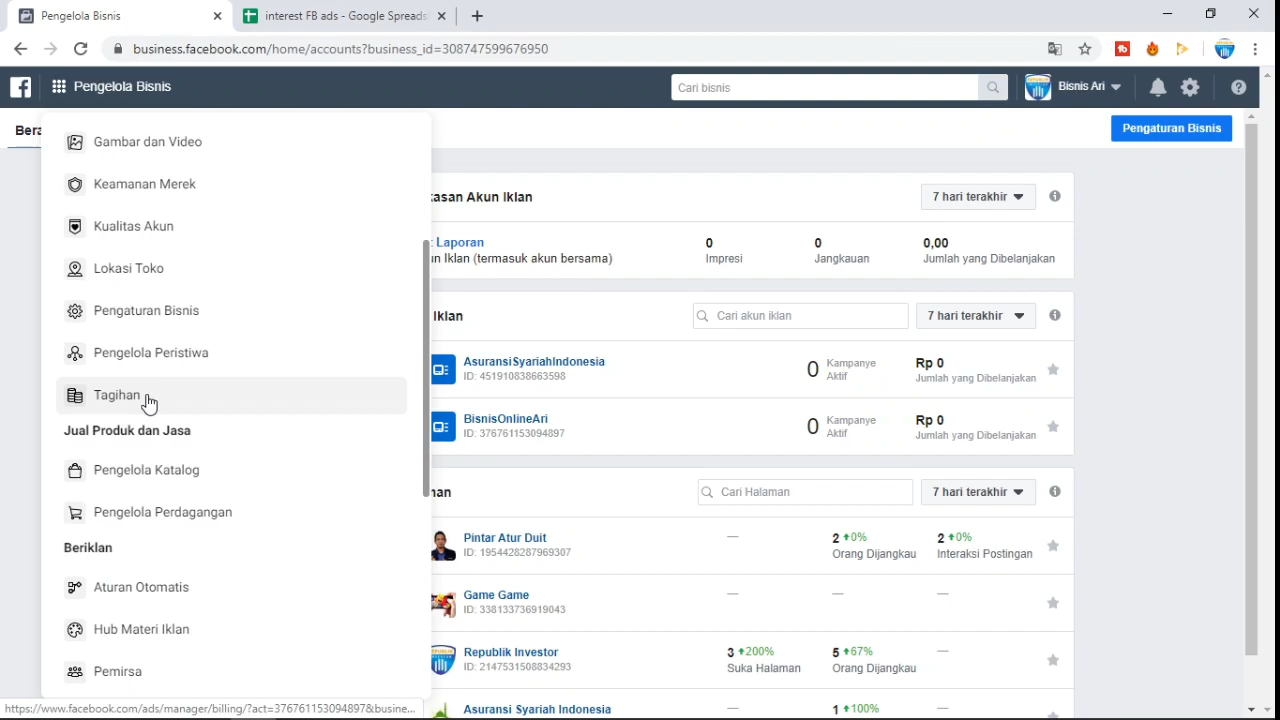 Pengelola Bisnis
interest FB ads - Google Spreads
business.facebook.com/home/accounts?business_id=308747599676950
Pengelola Bisnis
Cari bisnis
Bisnis Ari
Bera
Pengaturan Bisnis
Gambar dan Video
Keamanan Merek
Kualitas Akun
Lokasi Toko
Pengaturan Bisnis
Pengelola Peristiwa
Tagihan
Jual Produk dan Jasa
Pengelola Katalog
Pengelola Perdagangan
Beriklan
Aturan Otomatis
Hub Materi Iklan
Pemirsa
kasan Akun Iklan
7 hari terakhir
: Laporan
0
0
0,00
un Iklan (termasuk akun bersama)
Impresi
Jangkauan
Jumlah yang Dibelanjakan
Iklan
Cari akun iklan
7 hari terakhir
AsuransiSyariahIndonesia
ID: 451910838663598
0
Kampanye
Aktif
Rp 0
Jumlah yang Dibelanjakan
BisnisOnlineAri
ID: 376761153094897
0
Kampanye
Aktif
Rp 0
Jumlah yang Dibelanjakan
man
Cari Halaman
7 hari terakhir
Pintar Atur Duit
ID: 1954428287969307
—
2 0%
Orang Dijangkau
2 0%
Interaksi Postingan
Game Game
ID: 338133736919043
—
—
—
Republik Investor
ID: 2147531508834293
3 200%
Suka Halaman
5 67%
Orang Dijangkau
—
Asuransi Syariah Indonesia
—
1 100%
—
https://www.facebook.com/ads/manager/billing/?act=376761153094897&busine...